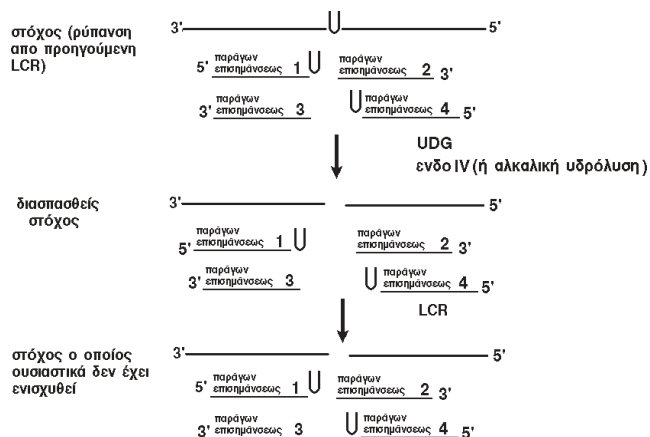 στόχος (ρύπανση
απο προηγούμενη
LCR)
3' U 5'
παράγων
5' επισημάνσεως 1 U
παράγων
επισημάνσεως 2 3'
παράγων
3' επισημάνσεως 3
παράγων
U επισημάνσεως 4 5'
UDG
ενδο IV (ή αλκαλική υδρόλυση)
διασπασθείς
στόχος
3' 5'
παράγων
5' επισημάνσεως 1 U
παράγων
επισημάνσεως 2 3'
παράγων
3' επισημάνσεως 3
παράγων
U επισημάνσεως 4 5'
LCR
στόχος ο οποίος
ουσιαστικά δεν έχει
ενισχυθεί
3' 5'
παράγων
5' επισημάνσεως 1 U
παράγων
επισημάνσεως 2 3'
παράγων
3' επισημάνσεως 3
παράγων
U επισημάνσεως 4 5'